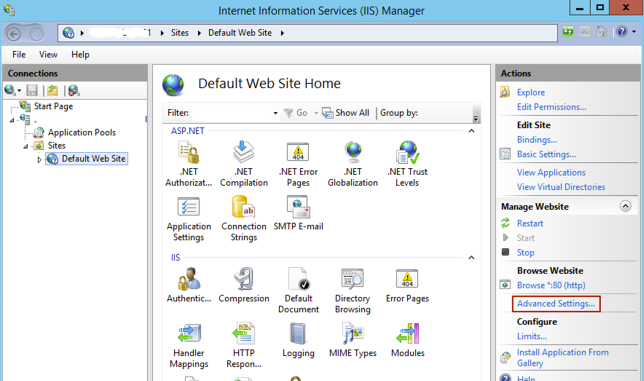 Internet Information Services (IIS) Manager
1 Sites Default Web Site
File View Help
Connections
Start Page
Application Pools
Sites
Default Web Site
Default Web Site Home
Filter: Go Show All Group by:
ASP.NET
.NET Authorizat...
.NET Compilation
.NET Error Pages
.NET Globalization
.NET Trust Levels
Application Settings
Connection Strings
SMTP E-mail
IIS
Authentic...
Compression
Default Document
Directory Browsing
Error Pages
Handler Mappings
HTTP Respon...
Logging
MIME Types
Modules
Actions
Explore
Edit Permissions...
Edit Site
Bindings...
Basic Settings...
View Applications
View Virtual Directories
Manage Website
Restart
Start
Stop
Browse Website
Browse *:80 (http)
Advanced Settings...
Configure
Limits...
Install Application From
Gallery
Help